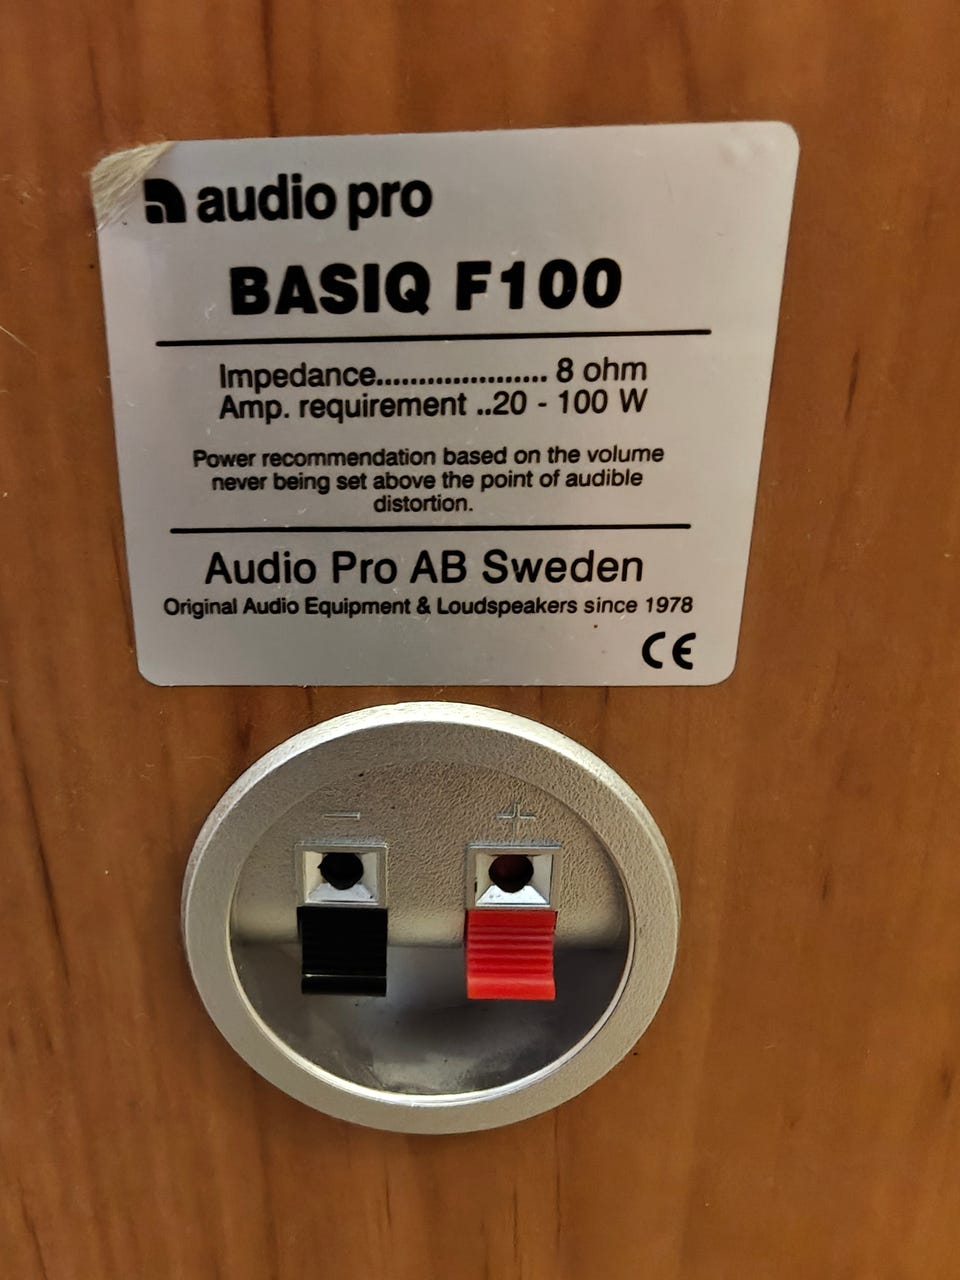 audio pro
BASIQ F100
Impedance.................... 8 ohm
Amp. requirement ..20 - 100 W
Power recommendation based on the volume
never being set above the point of audible
distortion.
Audio Pro AB Sweden
Original Audio Equipment & Loudspeakers since 1978
CE
- +